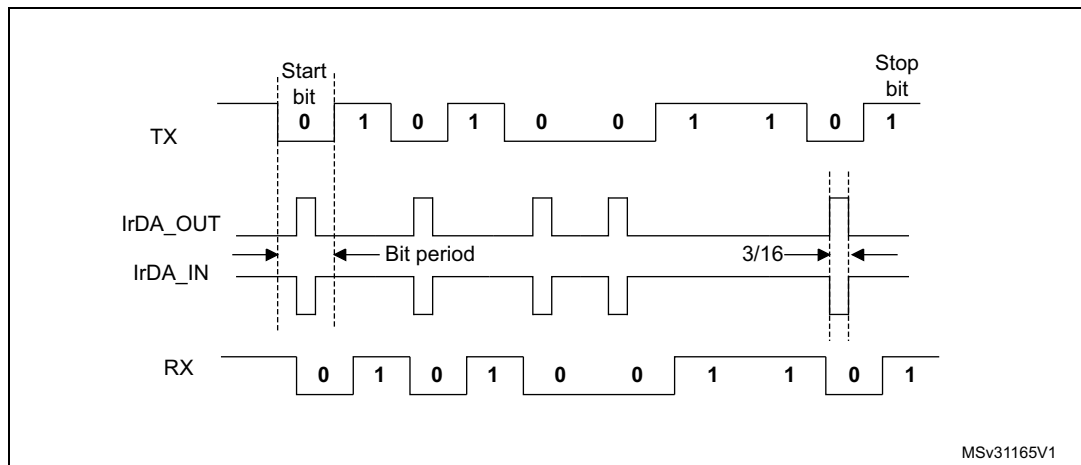 Start
bit
Stop
bit
TX
0 1 0 1 0 0 1 1 0 1
IrDA_OUT
Bit period
3/16
IrDA_IN
RX
0 1 0 1 0 0 1 1 0 1
MSv31165V1